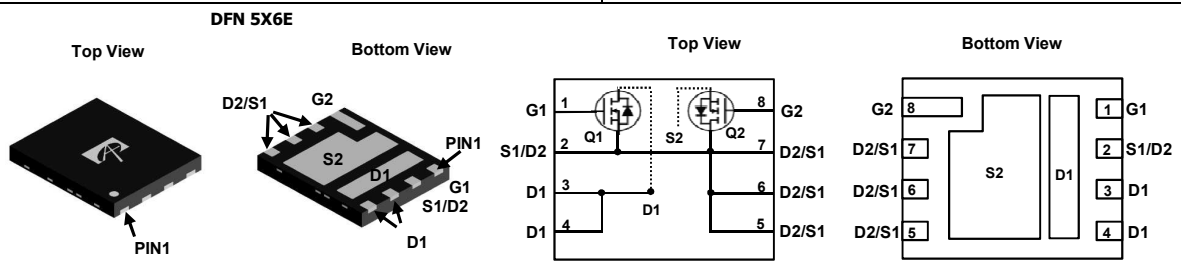 DFN 5X6E
Top View
Bottom View
Top View
Bottom View
D2/S1
G2
S2
D1
PIN1
G1
S1/D2
D1
PIN1
G1 1
8 G2
Q1
S2
Q2
S1/D2 2
7 D2/S1
D1 3
D1
6 D2/S1
D1 4
5 D2/S1
G2 8
1 G1
D2/S1 7
2 S1/D2
S2
D1
D2/S1 6
3 D1
D2/S1 5
4 D1